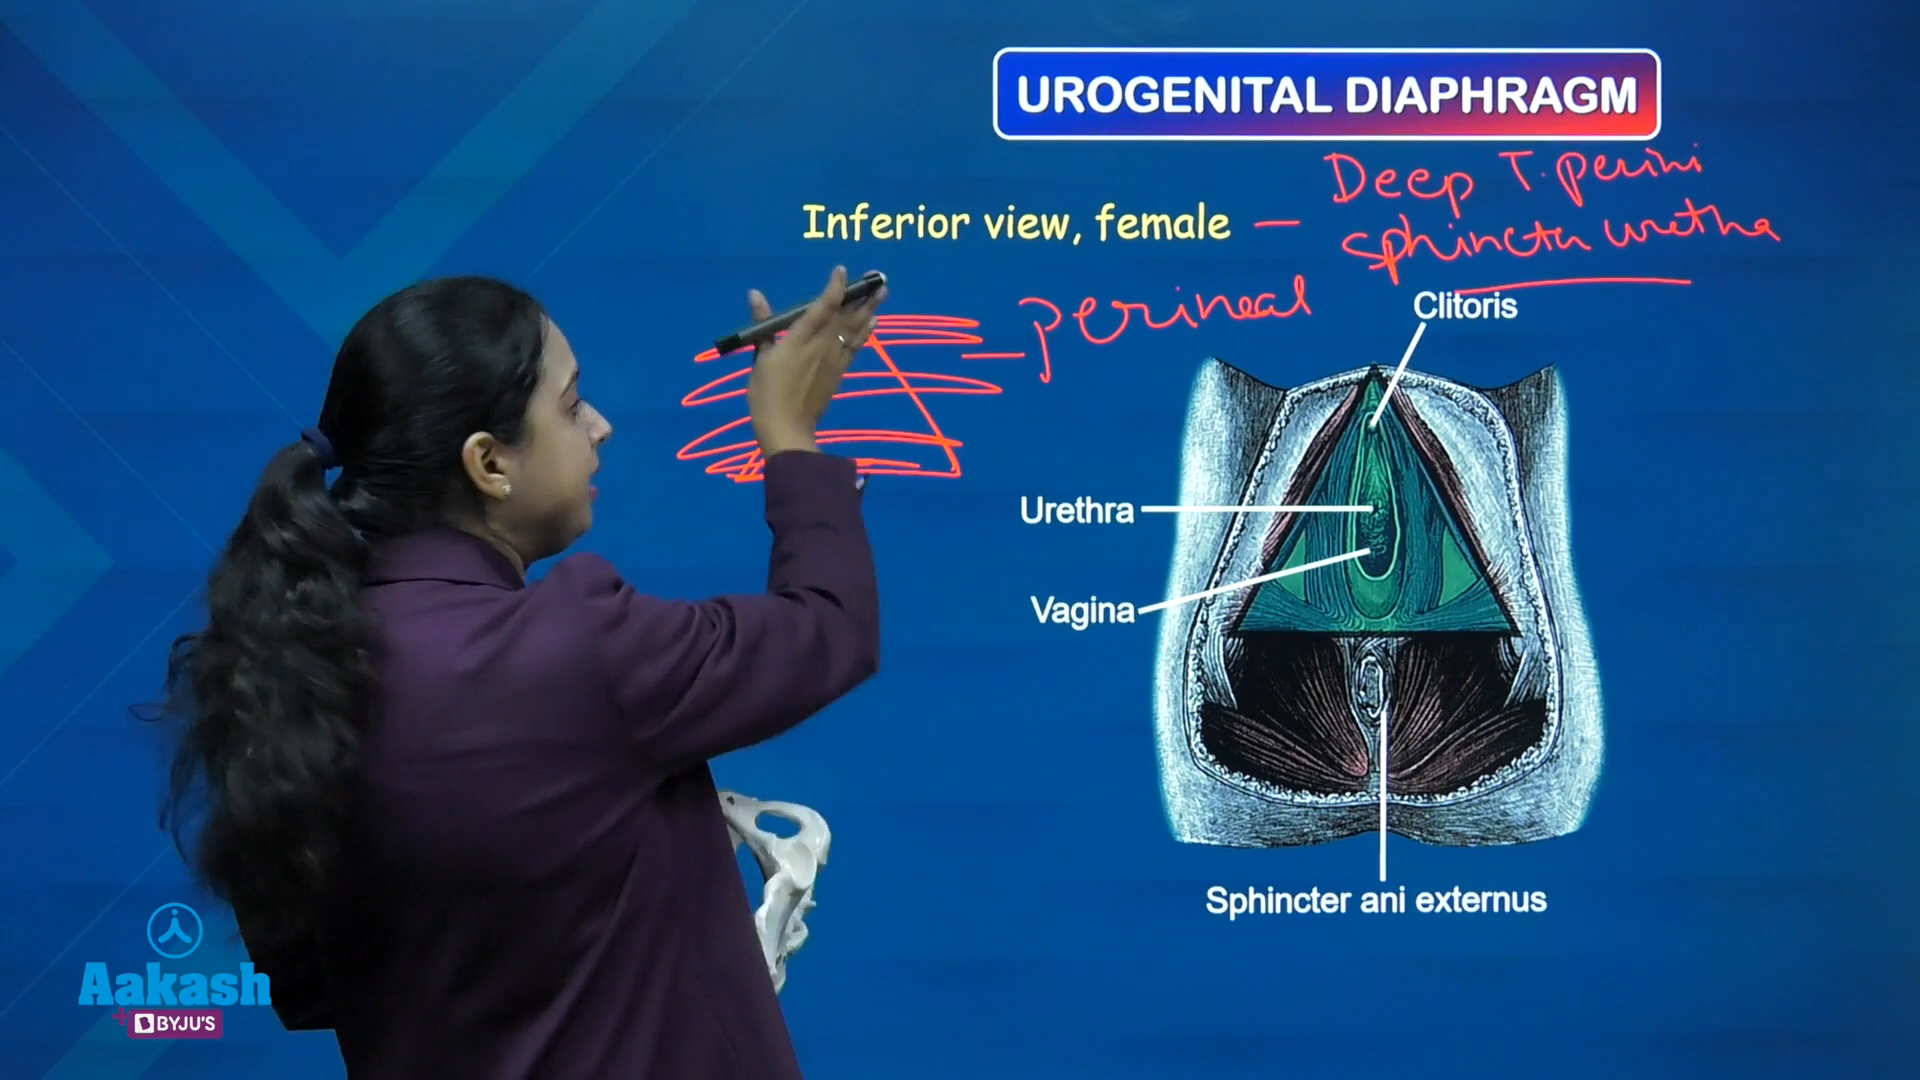 UROGENITAL DIAPHRAGM
Deep T. perini
Inferior view, female —
sphincter uretha
— perineal
Clitoris
Urethra
Vagina
Sphincter ani externus
Aakash
+ BYJU'S